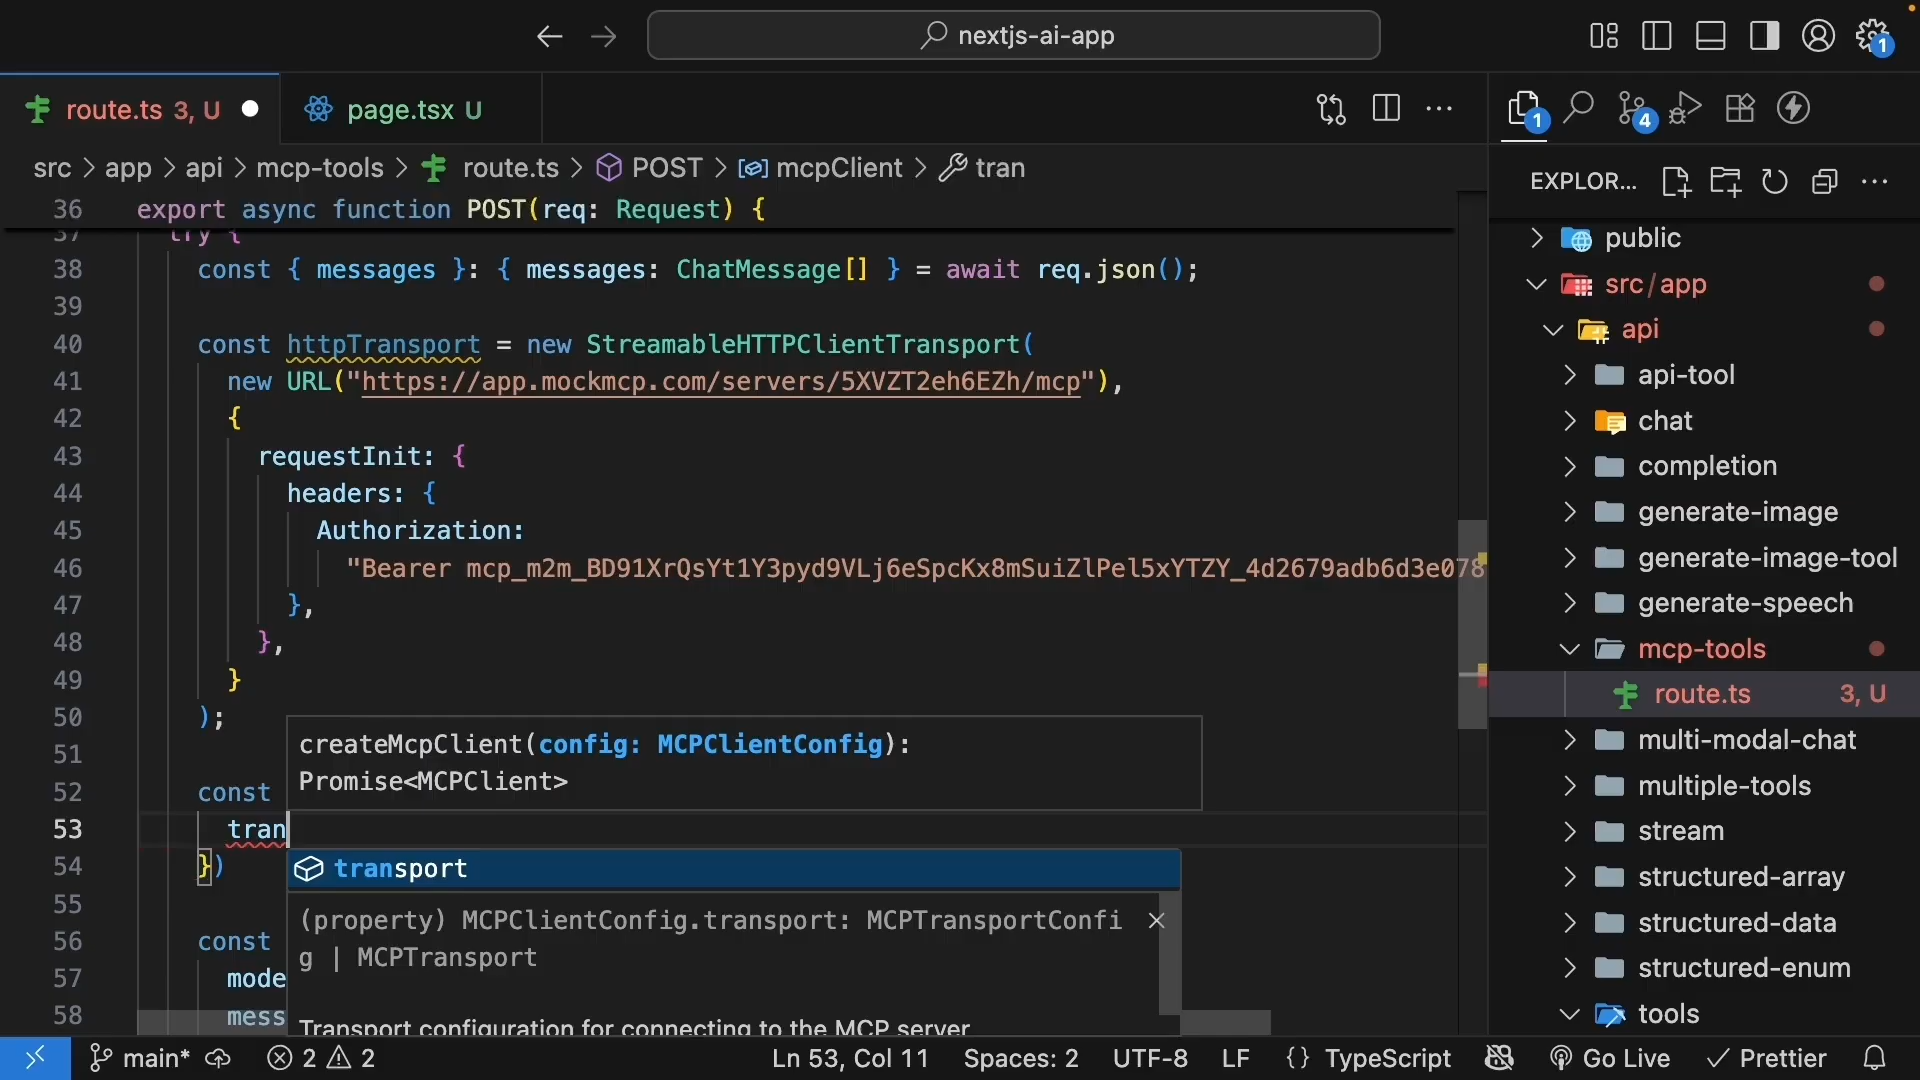 nextjs-ai-app
1
route.ts 3, U
page.tsx U
1
4
src > app > api > mcp-tools > route.ts > POST > mcpClient > tran
EXPLOR...
36 export async function POST(req: Request) {
37 try {
38 const { messages }: { messages: ChatMessage[] } = await req.json();
39
40 const httpTransport = new StreamableHTTPClientTransport(
41 new URL("https://app.mockmcp.com/servers/5XVZT2eh6EZh/mcp"),
42 {
43 requestInit: {
44 headers: {
45 Authorization:
46 "Bearer mcp_m2m_BD91XrQsYt1Y3pyd9VLj6eSpcKx8mSuiZlPel5xYTZY_4d2679adb6d3e078
47 },
48 },
49 }
50 );
51
52 const
53 tran
54 })
55
56 const
57 mode
58 mess
createMcpClient(config: MCPClientConfig):
Promise<MCPClient>
transport
(property) MCPClientConfig.transport: MCPTransportConfi
g | MCPTransport
Transport configuration for connecting to the MCP server
public
src/app
api
api-tool
chat
completion
generate-image
generate-image-tool
generate-speech
mcp-tools
route.ts 3, U
multi-modal-chat
multiple-tools
stream
structured-array
structured-data
structured-enum
tools
main* 2 2 Ln 53, Col 11 Spaces: 2 UTF-8 LF {} TypeScript Go Live Prettier